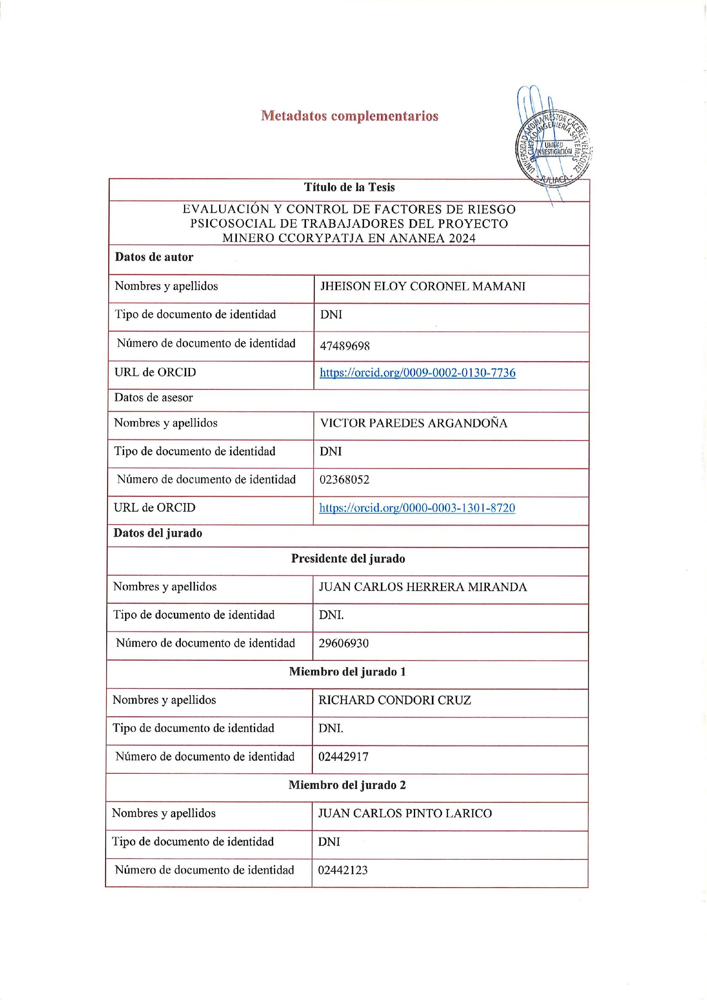 Metadatos complementarios
UNIVERSIDAD ANDINA NÉSTOR CÁCERES VELÁSQUEZ
FACULTAD INGENIERÍA SISTEMAS
UNIDAD
INVESTIGACIÓN
- JULIACA -
Título de la Tesis
EVALUACIÓN Y CONTROL DE FACTORES DE RIESGO
PSICOSOCIAL DE TRABAJADORES DEL PROYECTO
MINERO CCORYPATJA EN ANANEA 2024
Datos de autor
Nombres y apellidos JHEISON ELOY CORONEL MAMANI
Tipo de documento de identidad DNI
Número de documento de identidad 47489698
URL de ORCID https://orcid.org/0009-0002-0130-7736
Datos de asesor
Nombres y apellidos VICTOR PAREDES ARGANDOÑA
Tipo de documento de identidad DNI
Número de documento de identidad 02368052
URL de ORCID https://orcid.org/0000-0003-1301-8720
Datos del jurado
Presidente del jurado
Nombres y apellidos JUAN CARLOS HERRERA MIRANDA
Tipo de documento de identidad DNI.
Número de documento de identidad 29606930
Miembro del jurado 1
Nombres y apellidos RICHARD CONDORI CRUZ
Tipo de documento de identidad DNI.
Número de documento de identidad 02442917
Miembro del jurado 2
Nombres y apellidos JUAN CARLOS PINTO LARICO
Tipo de documento de identidad DNI
Número de documento de identidad 02442123